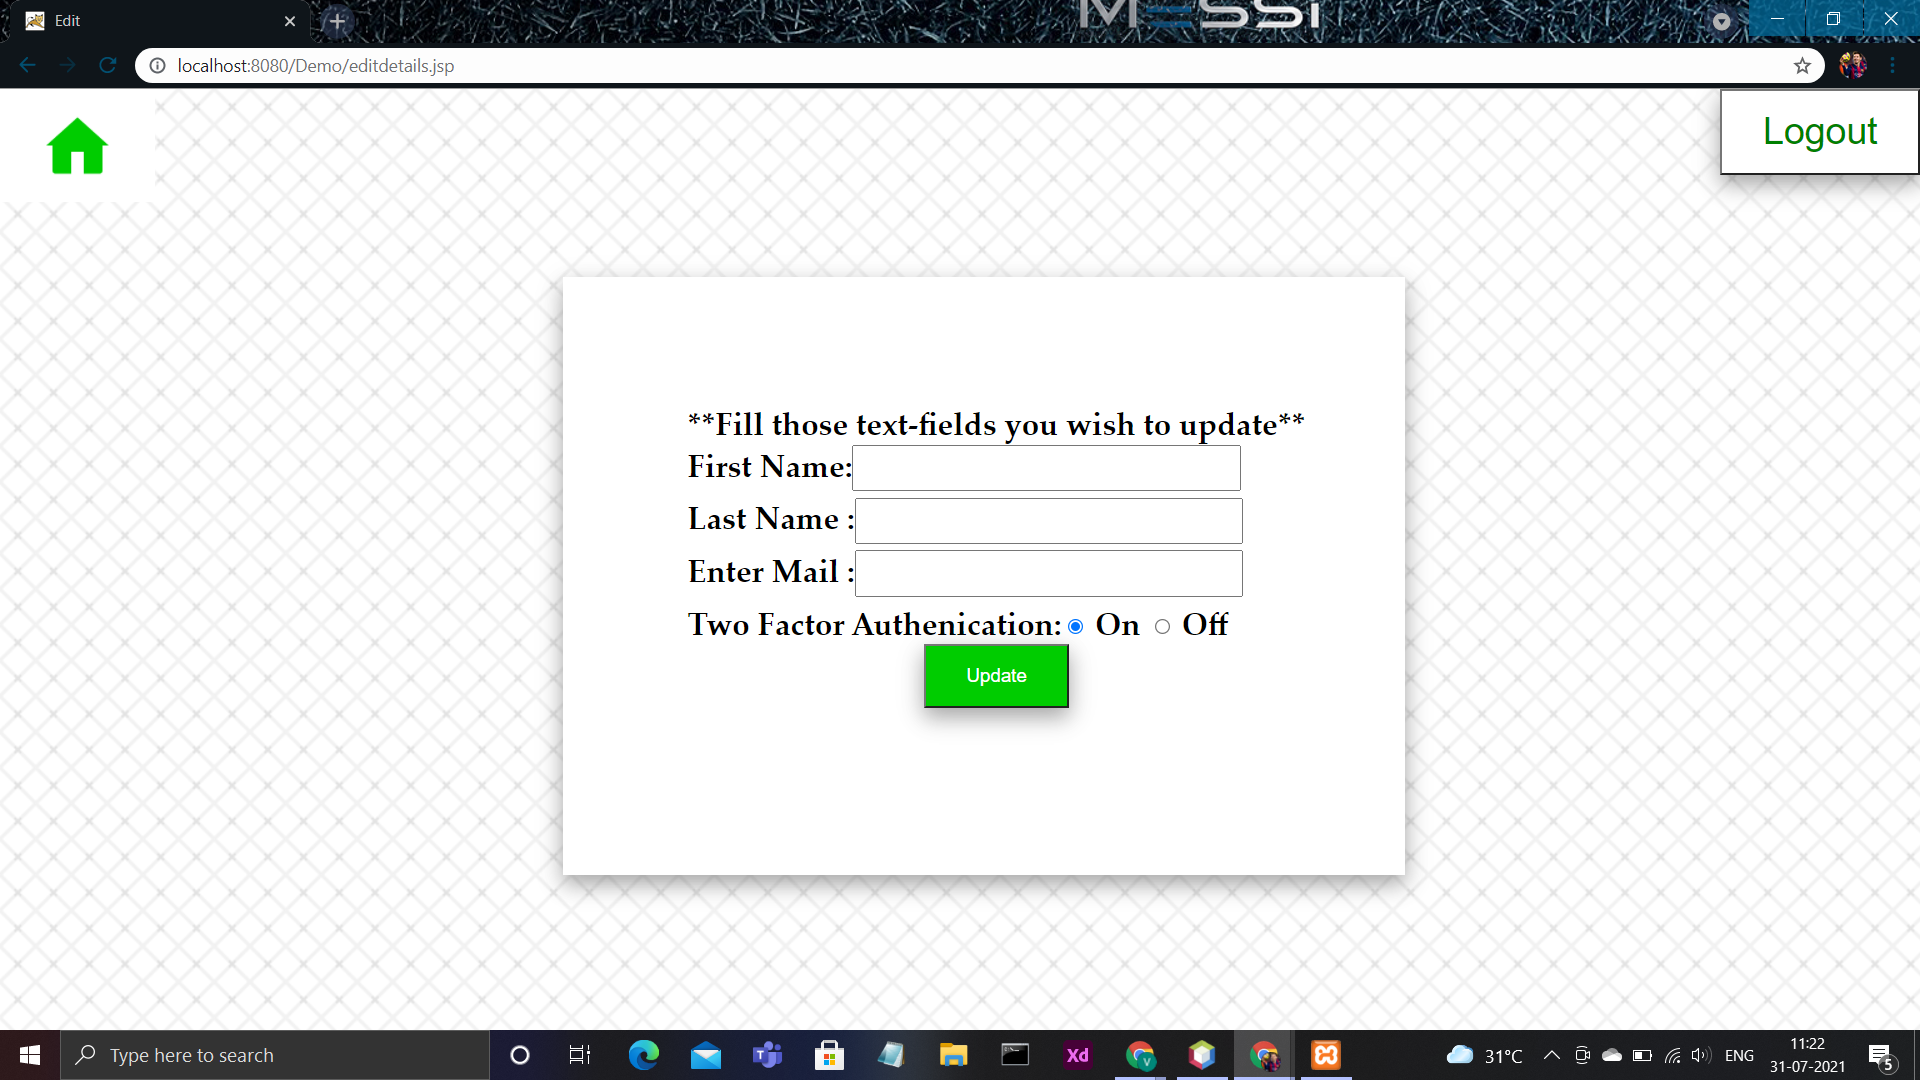 MESSI
Edit
localhost:8080/Demo/editdetails.jsp
Logout
**Fill those text-fields you wish to update**
First Name:
Last Name :
Enter Mail :
Two Factor Authenication: On Off
Update
Type here to search
Xd
V
31°C
ENG
11:22
31-07-2021
5